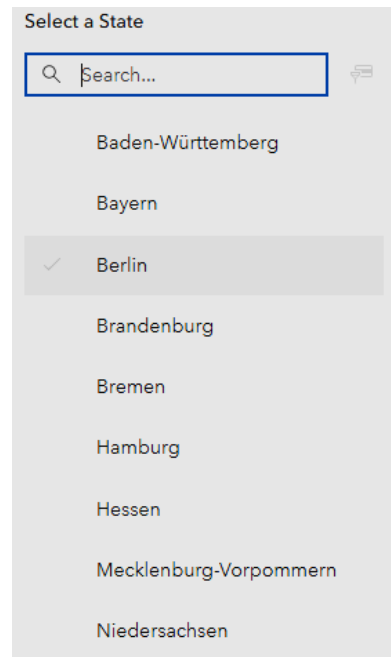 Select a State
Search...
Baden-Württemberg
Bayern
Berlin
Brandenburg
Bremen
Hamburg
Hessen
Mecklenburg-Vorpommern
Niedersachsen